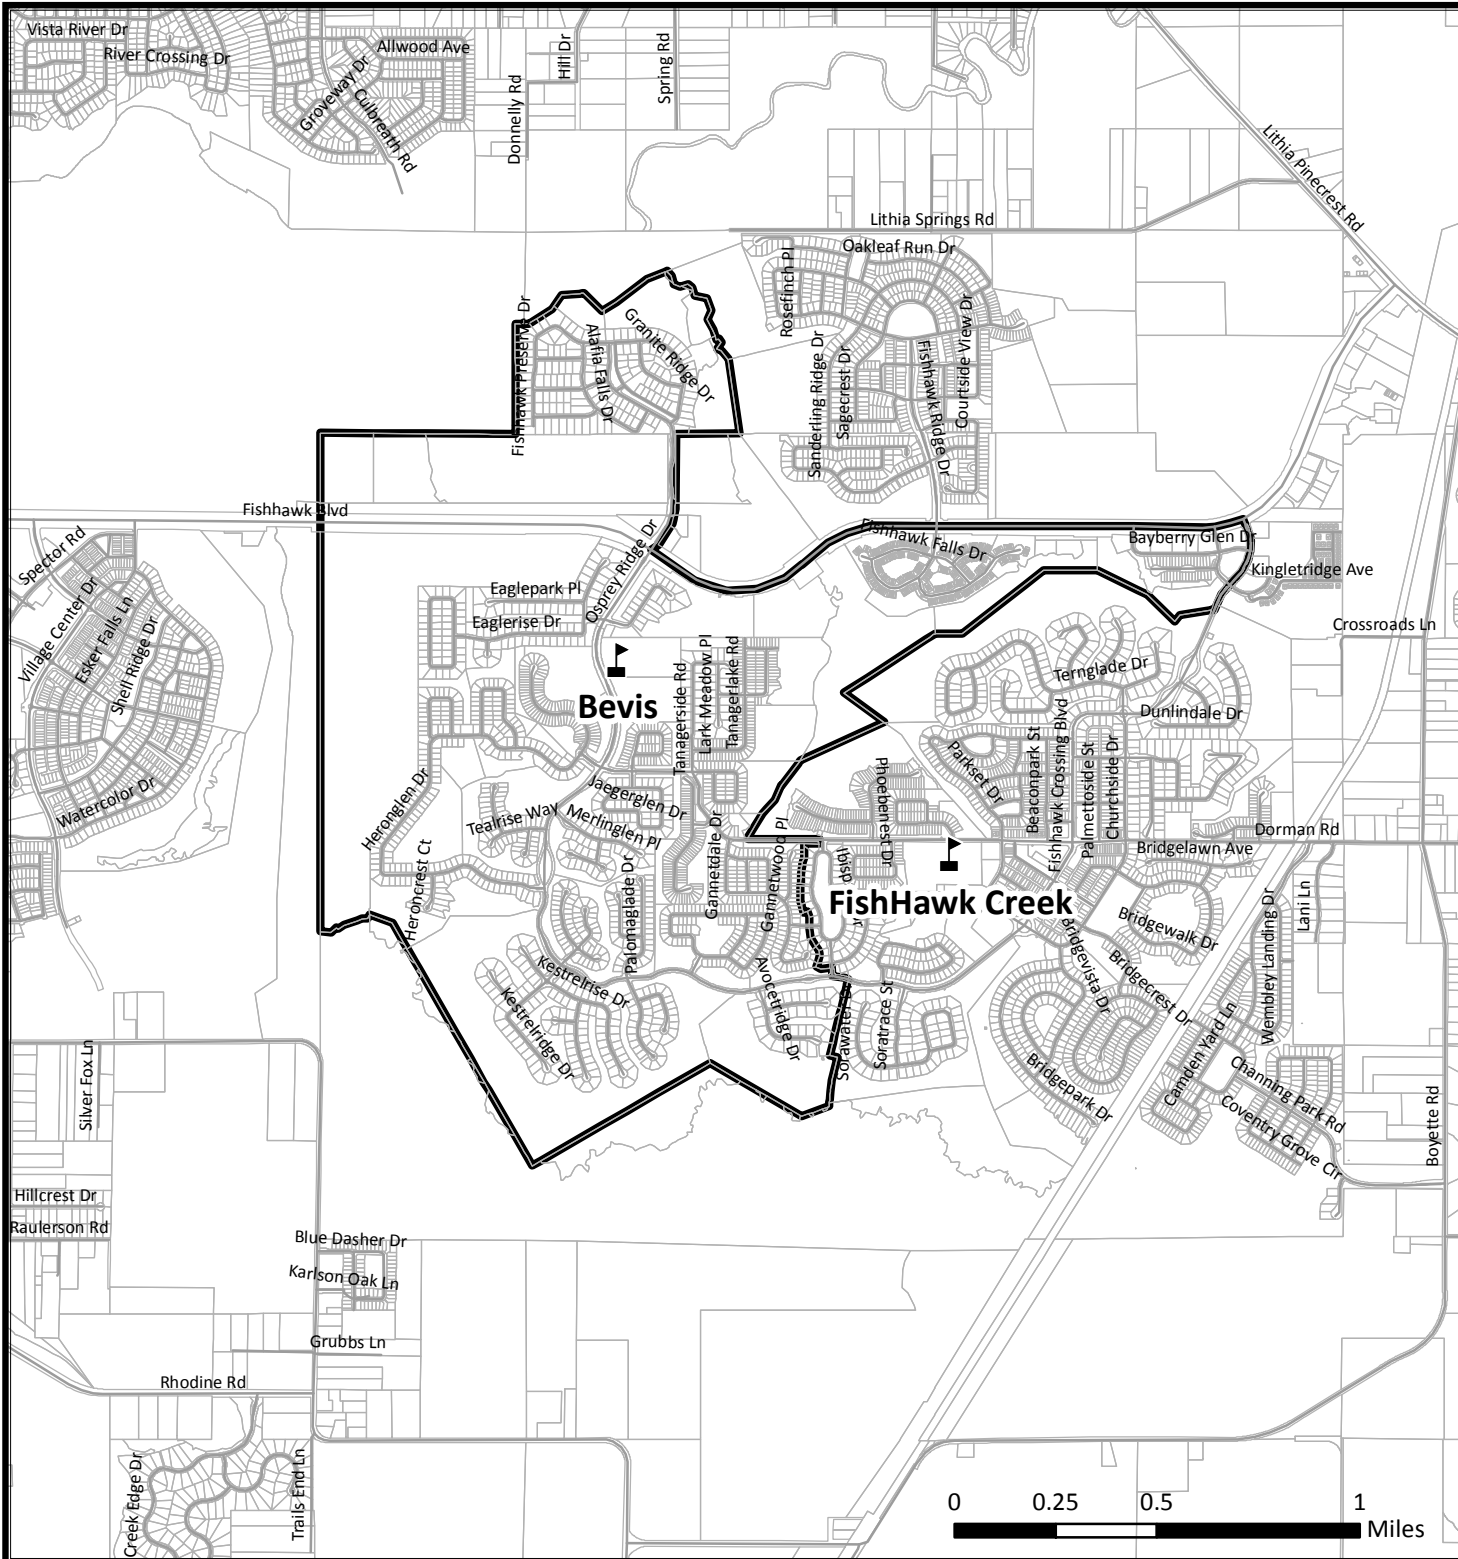 Vista River Dr
River Crossing Dr
Allwood Ave
Groveway Dr
Culbreath Rd
Donnelly Rd
Hill Dr
Spring Rd
Lithia Pinecrest Rd
Lithia Springs Rd
Oakleaf Run Dr
Rosefinch Pl
Fishhawk Preserve Dr
Alafia Falls Dr
Granite Ridge Dr
Sanderling Ridge Dr
Sagecrest Dr
Fishhawk Ridge Dr
Courtside View Dr
Fishhawk Blvd
Spector Rd
Osprey Ridge Dr
Fishhawk Falls Dr
Bayberry Glen Dr
Kingletridge Ave
Eaglepark Pl
Eaglerise Dr
Village Center Dr
Esker Falls Ln
Shell Ridge Dr
Crossroads Ln
Ternglade Dr
Dunlindale Dr
Bevis
Tanagerside Rd
Lark Meadow Pl
Tanagerlake Rd
Parkset Dr
Beaconpark St
Fishhawk Crossing Blvd
Palmettoside St
Churchside Dr
Watercolor Dr
Heronglen Dr
Jaegerglen Dr
Tealrise Way
Merlinglen Pl
Phoebenest Dr
Dorman Rd
Bridgelawn Ave
Heroncrest Ct
Gannetdale Dr
Gannetwood Pl
Palomaglade Dr
FishHawk Creek
Bridgewalk Dr
Lani Ln
Wembley Landing Dr
Kestrelrise Dr
Kestrelridge Dr
Avocetridge Dr
Sorawater Dr
Soratrace St
Bridgevista Dr
Bridgecrest Dr
Bridgepark Dr
Camden Yard Ln
Channing Park Rd
Coventry Grove Cir
Boyette Rd
Silver Fox Ln
Hillcrest Dr
Raulerson Rd
Blue Dasher Dr
Karlson Oak Ln
Grubbs Ln
Rhodine Rd
Creek Edge Dr
Trails End Ln
0 0.25 0.5 1
Miles